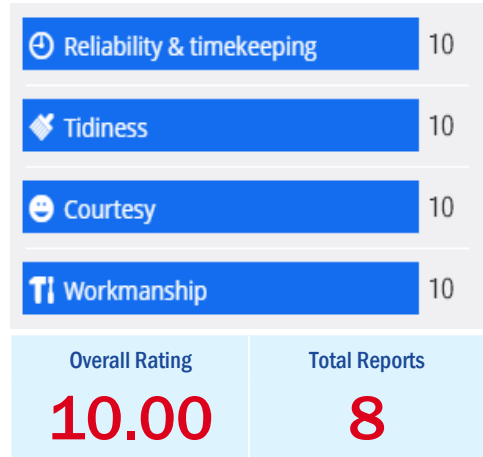 Reliability & timekeeping 10
Tidiness 10
Courtesy 10
Workmanship 10
Overall Rating Total Reports
10.00 8